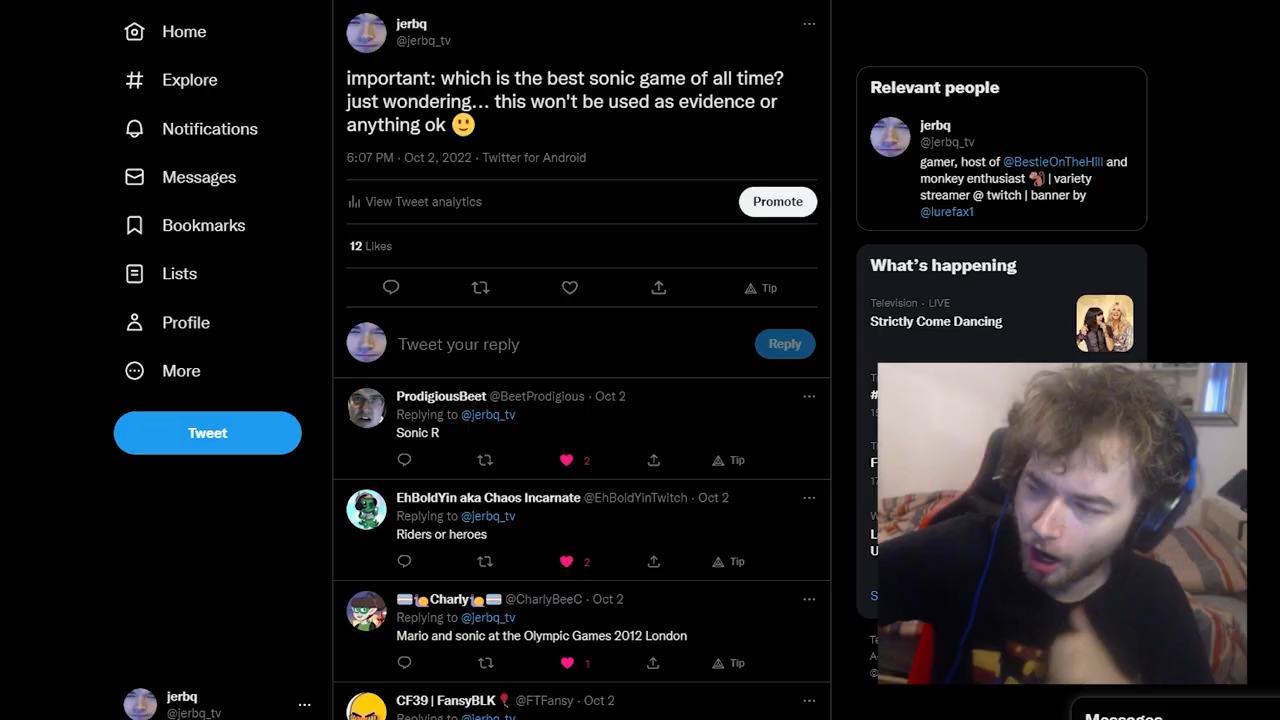 Home
Explore
Notifications
Messages
Bookmarks
Lists
Profile
More
Tweet
jerbq
@jerbq_tv
jerbq
@jerbq_tv
important: which is the best sonic game of all time?
just wondering... this won't be used as evidence or
anything ok 🙂
6:07 PM · Oct 2, 2022 · Twitter for Android
View Tweet analytics
Promote
12 Likes
Tip
Tweet your reply
Reply
ProdigiousBeet @BeetProdigious · Oct 2
Replying to @jerbq_tv
Sonic R
2
Tip
EhBoldYin aka Chaos Incarnate @EhBoldYinTwitch · Oct 2
Replying to @jerbq_tv
Riders or heroes
2
Tip
Charly @CharlyBeeC · Oct 2
Replying to @jerbq_tv
Mario and sonic at the Olympic Games 2012 London
1
Tip
CF39 | FansyBLK @FTFansy · Oct 2
Replying to @jerbq_tv
Relevant people
jerbq
@jerbq_tv
gamer, host of @BestieOnTheHill and
monkey enthusiast 🐒 | variety
streamer @ twitch | banner by
@lurefax1
What's happening
Television · LIVE
Strictly Come Dancing
Messages